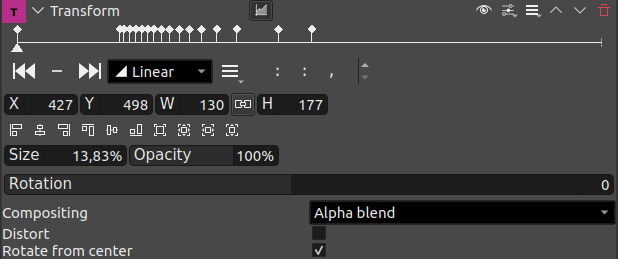 T Transform
Linear : : ,
X 427 Y 498 W 130 H 177
Size 13,83% Opacity 100%
Rotation 0
Compositing Alpha blend
Distort
Rotate from center